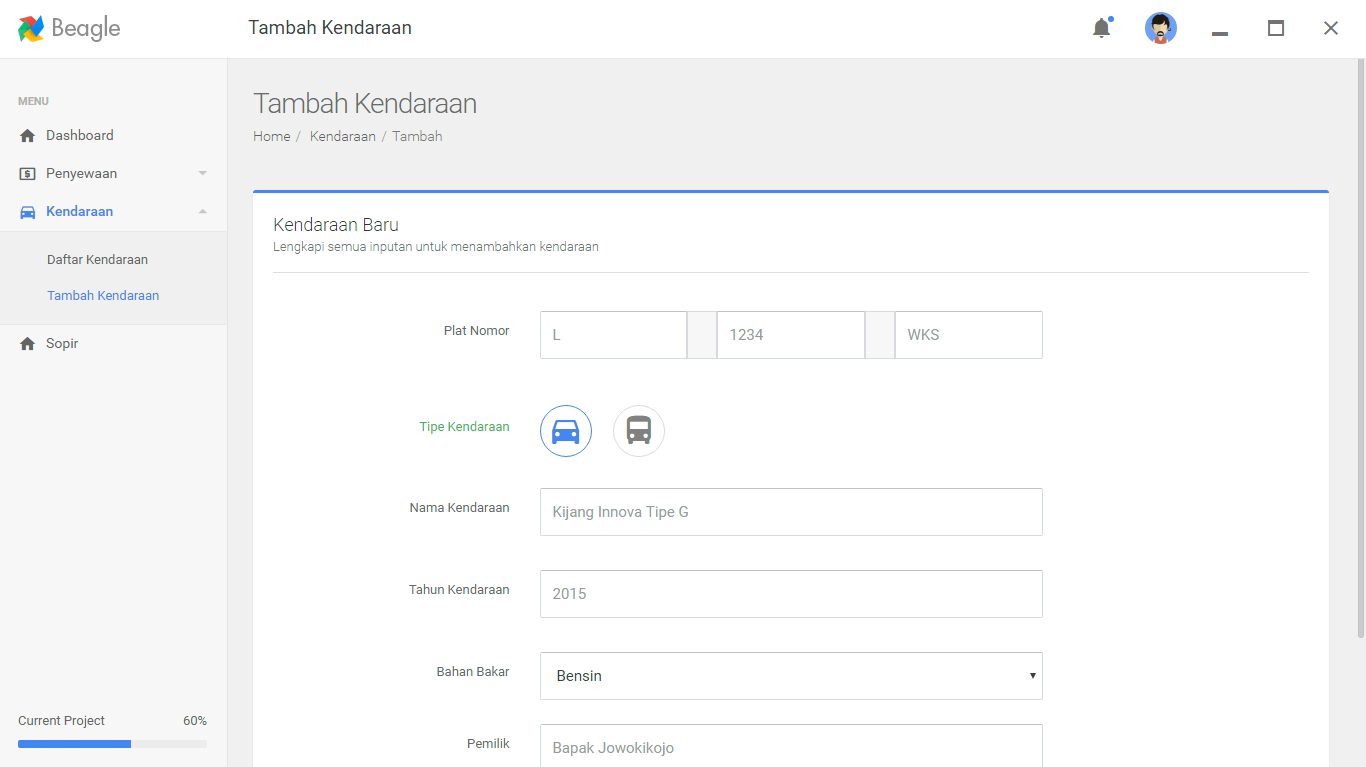 Beagle
Tambah Kendaraan
MENU
Dashboard
Penyewaan
Kendaraan
Daftar Kendaraan
Tambah Kendaraan
Sopir
Current Project 60%
Tambah Kendaraan
Home / Kendaraan / Tambah
Kendaraan Baru
Lengkapi semua inputan untuk menambahkan kendaraan
Plat Nomor L 1234 WKS
Tipe Kendaraan
Nama Kendaraan Kijang Innova Tipe G
Tahun Kendaraan 2015
Bahan Bakar Bensin
Pemilik Bapak Jowokikojo